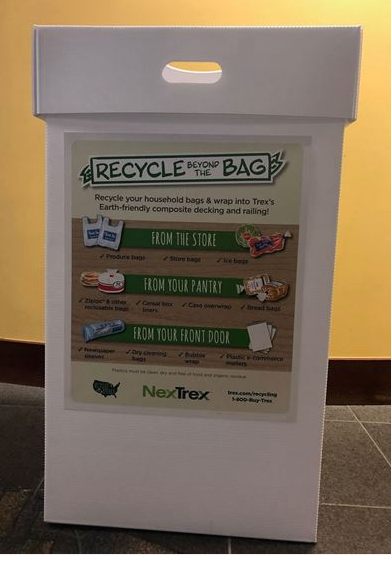 RECYCLE BEYOND THE BAG
Recycle your household bags & wrap into Trex's
Earth-friendly composite decking and railing!
FROM THE STORE
✓ Produce bags ✓ Store bags ✓ Ice bags
FROM YOUR PANTRY
✓ Ziploc® & other reclosable bags ✓ Cereal box liners ✓ Case overwrap ✓ Bread bags
FROM YOUR FRONT DOOR
✓ Newspaper sleeves ✓ Dry cleaning bags ✓ Bubble wrap ✓ Plastic e-commerce mailers
Plastics must be clean, dry and free of food and organic residue.
NexTrex
trex.com/recycling
1-800-Buy-Trex